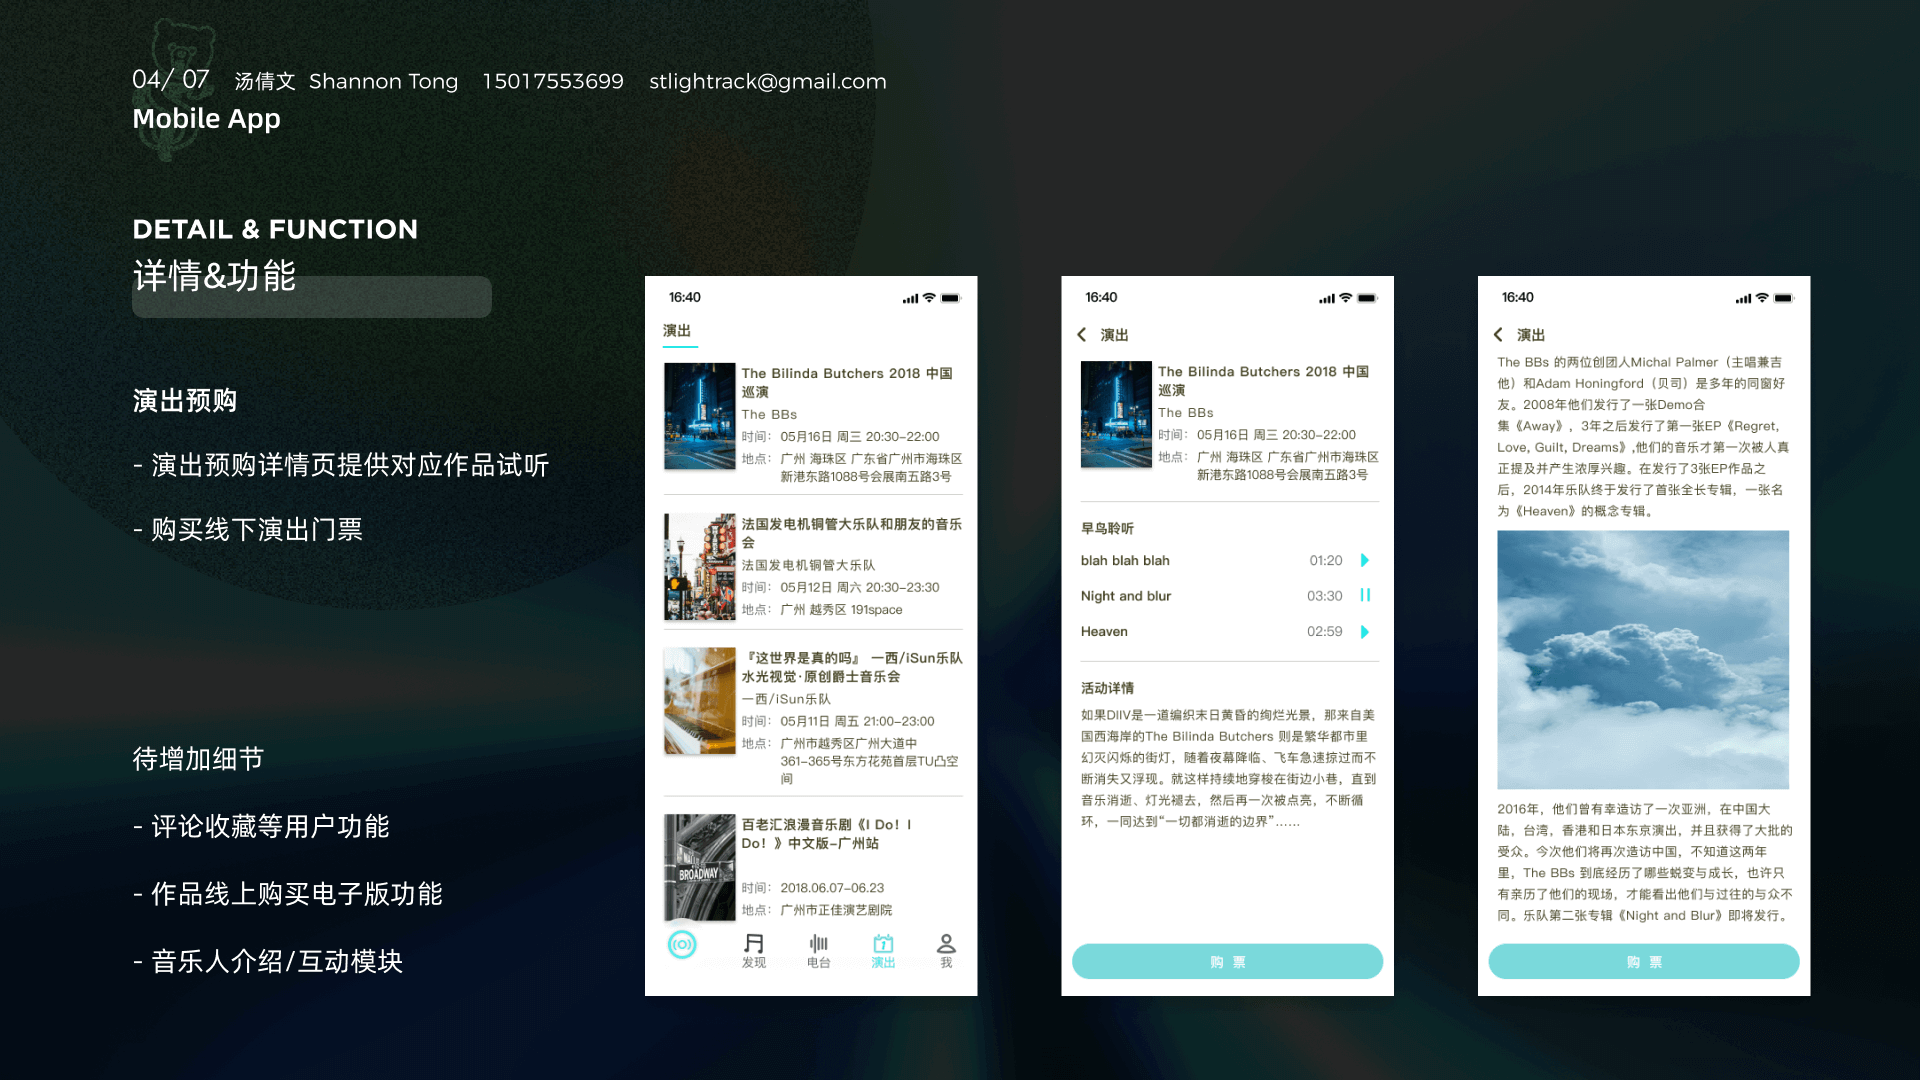 04/ 07 汤倩文 Shannon Tong 15017553699 stlightrack@gmail.com
Mobile App
DETAIL & FUNCTION
详情&功能
演出预购
- 演出预购详情页提供对应作品试听
- 购买线下演出门票
待增加细节
- 评论收藏等用户功能
- 作品线上购买电子版功能
- 音乐人介绍/互动模块
16:40
演出
The Bilinda Butchers 2018 中国
巡演
The BBs
时间： 05月16日 周三 20:30-22:00
地点： 广州 海珠区 广东省广州市海珠区
新港东路1088号会展南五路3号
法国发电机铜管大乐队和朋友的音乐
会
法国发电机铜管大乐队
时间： 05月12日 周六 20:30-23:30
地点： 广州 越秀区 191space
『这世界是真的吗』 一西/iSun乐队
水光视觉·原创爵士音乐会
一西/iSun乐队
时间： 05月11日 周五 21:00-23:00
地点： 广州市越秀区广州大道中
361-365号东方花苑首层TU凸空
间
BROADWAY
百老汇浪漫音乐剧《I Do！I
Do！》中文版-广州站
时间： 2018.06.07-06.23
地点： 广州市正佳演艺剧院
发现
电台
演出
我
16:40
演出
The Bilinda Butchers 2018 中国
巡演
The BBs
时间： 05月16日 周三 20:30-22:00
地点： 广州 海珠区 广东省广州市海珠区
新港东路1088号会展南五路3号
早鸟聆听
blah blah blah 01:20
Night and blur 03:30
Heaven 02:59
活动详情
如果DIIV是一道编织末日黄昏的绚烂光景，那来自美
国西海岸的The Bilinda Butchers 则是繁华都市里
幻灭闪烁的街灯，随着夜幕降临、飞车急速掠过而不
断消失又浮现。就这样持续地穿梭在街边小巷，直到
音乐消逝、灯光褪去，然后再一次被点亮，不断循
环，一同达到“一切都消逝的边界”……
购 票
16:40
演出
The BBs 的两位创团人Michal Palmer（主唱兼吉
他）和Adam Honingford（贝司）是多年的同窗好
友。2008年他们发行了一张Demo合
集《Away》，3年之后发行了第一张EP《Regret,
Love, Guilt, Dreams》,他们的音乐才第一次被人真
正提及并产生浓厚兴趣。在发行了3张EP作品之
后，2014年乐队终于发行了首张全长专辑，一张名
为《Heaven》的概念专辑。
2016年，他们曾有幸造访了一次亚洲，在中国大
陆，台湾，香港和日本东京演出，并且获得了大批的
受众。今次他们将再次造访中国，不知道这两年
里，The BBs 到底经历了哪些蜕变与成长，也许只
有亲历了他们的现场，才能看出他们与过往的与众不
同。乐队第二张专辑《Night and Blur》即将发行。
购 票